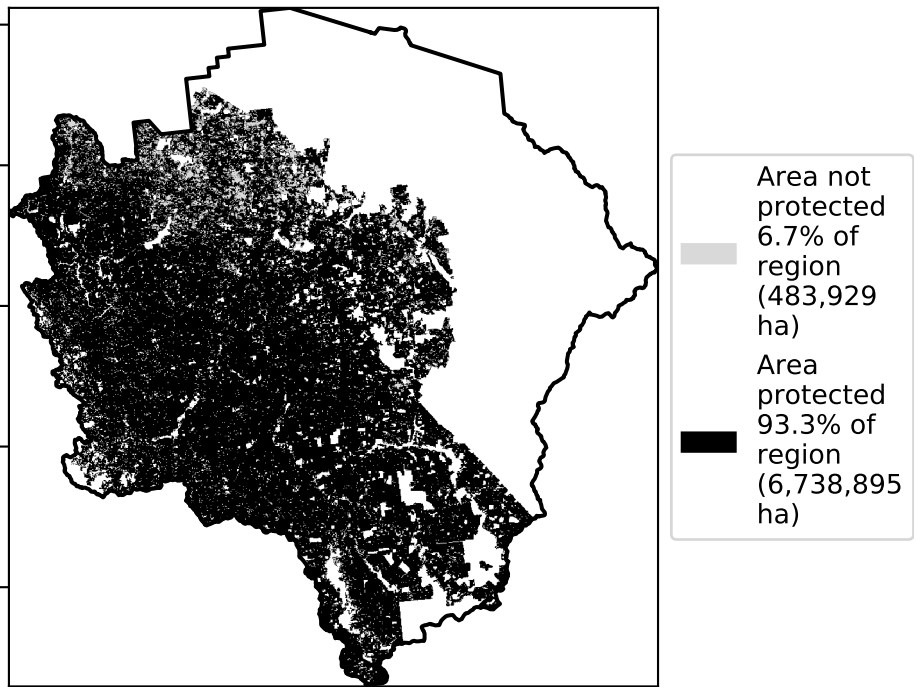 Area not
protected
6.7% of
region
(483,929
ha)
Area
protected
93.3% of
region
(6,738,895
ha)